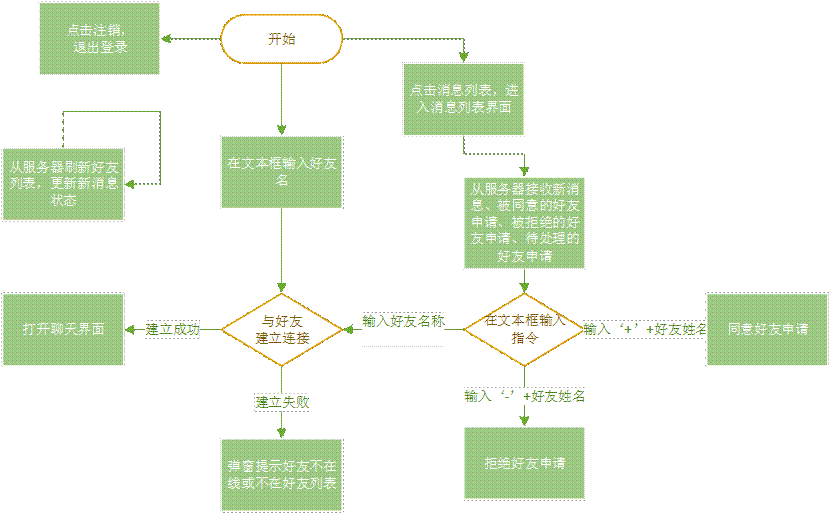 点击注销，
退出登录
开始
点击消息列表，进
入消息列表界面
从服务器刷新好友
列表，更新新消息
状态
在文本框输入好友
名
从服务器接收新消
息、被同意的好友
申请、被拒绝的好
友申请、待处理的
好友申请
打开聊天界面
建立成功
与好友
建立连接
输入好友名称
在文本框输入
指令
输入‘+’+好友姓名
同意好友申请
建立失败
输入‘-’+好友姓名
弹窗提示好友不在
线或不在好友列表
拒绝好友申请